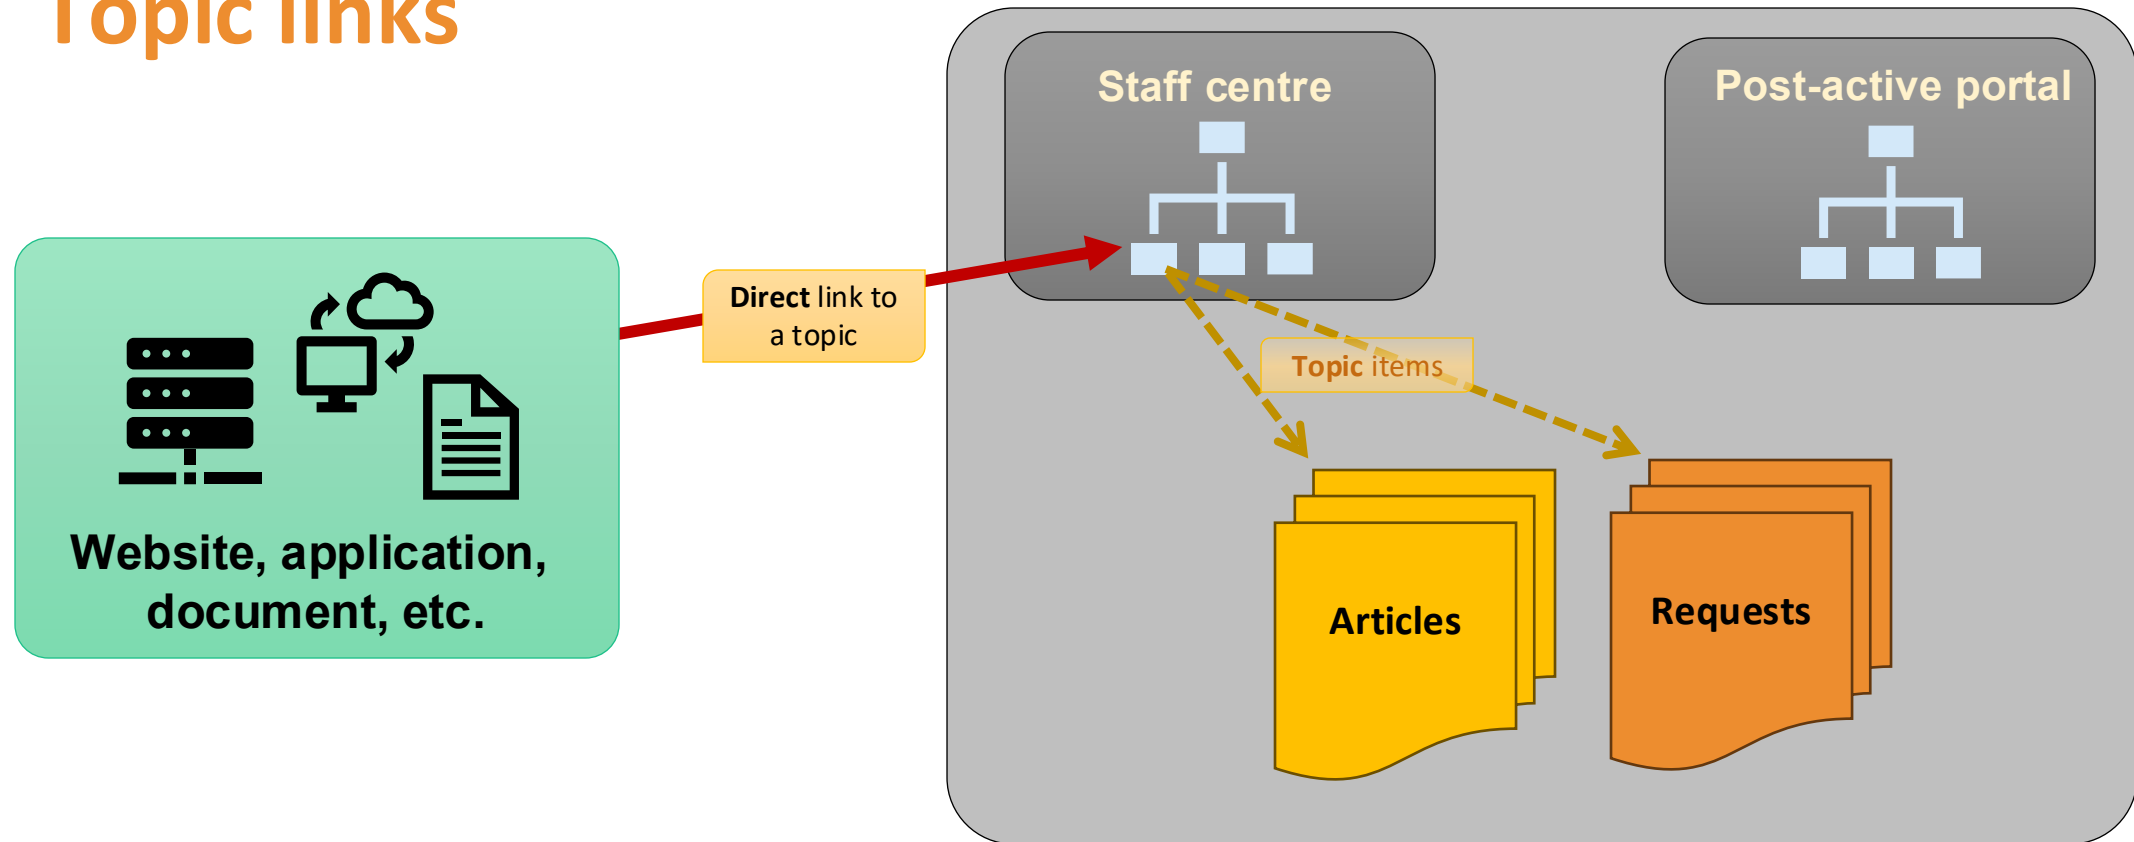 Topic links
Staff centre
Post-active portal
Direct link to
a topic
Topic items
Website, application,
document, etc.
Articles
Requests